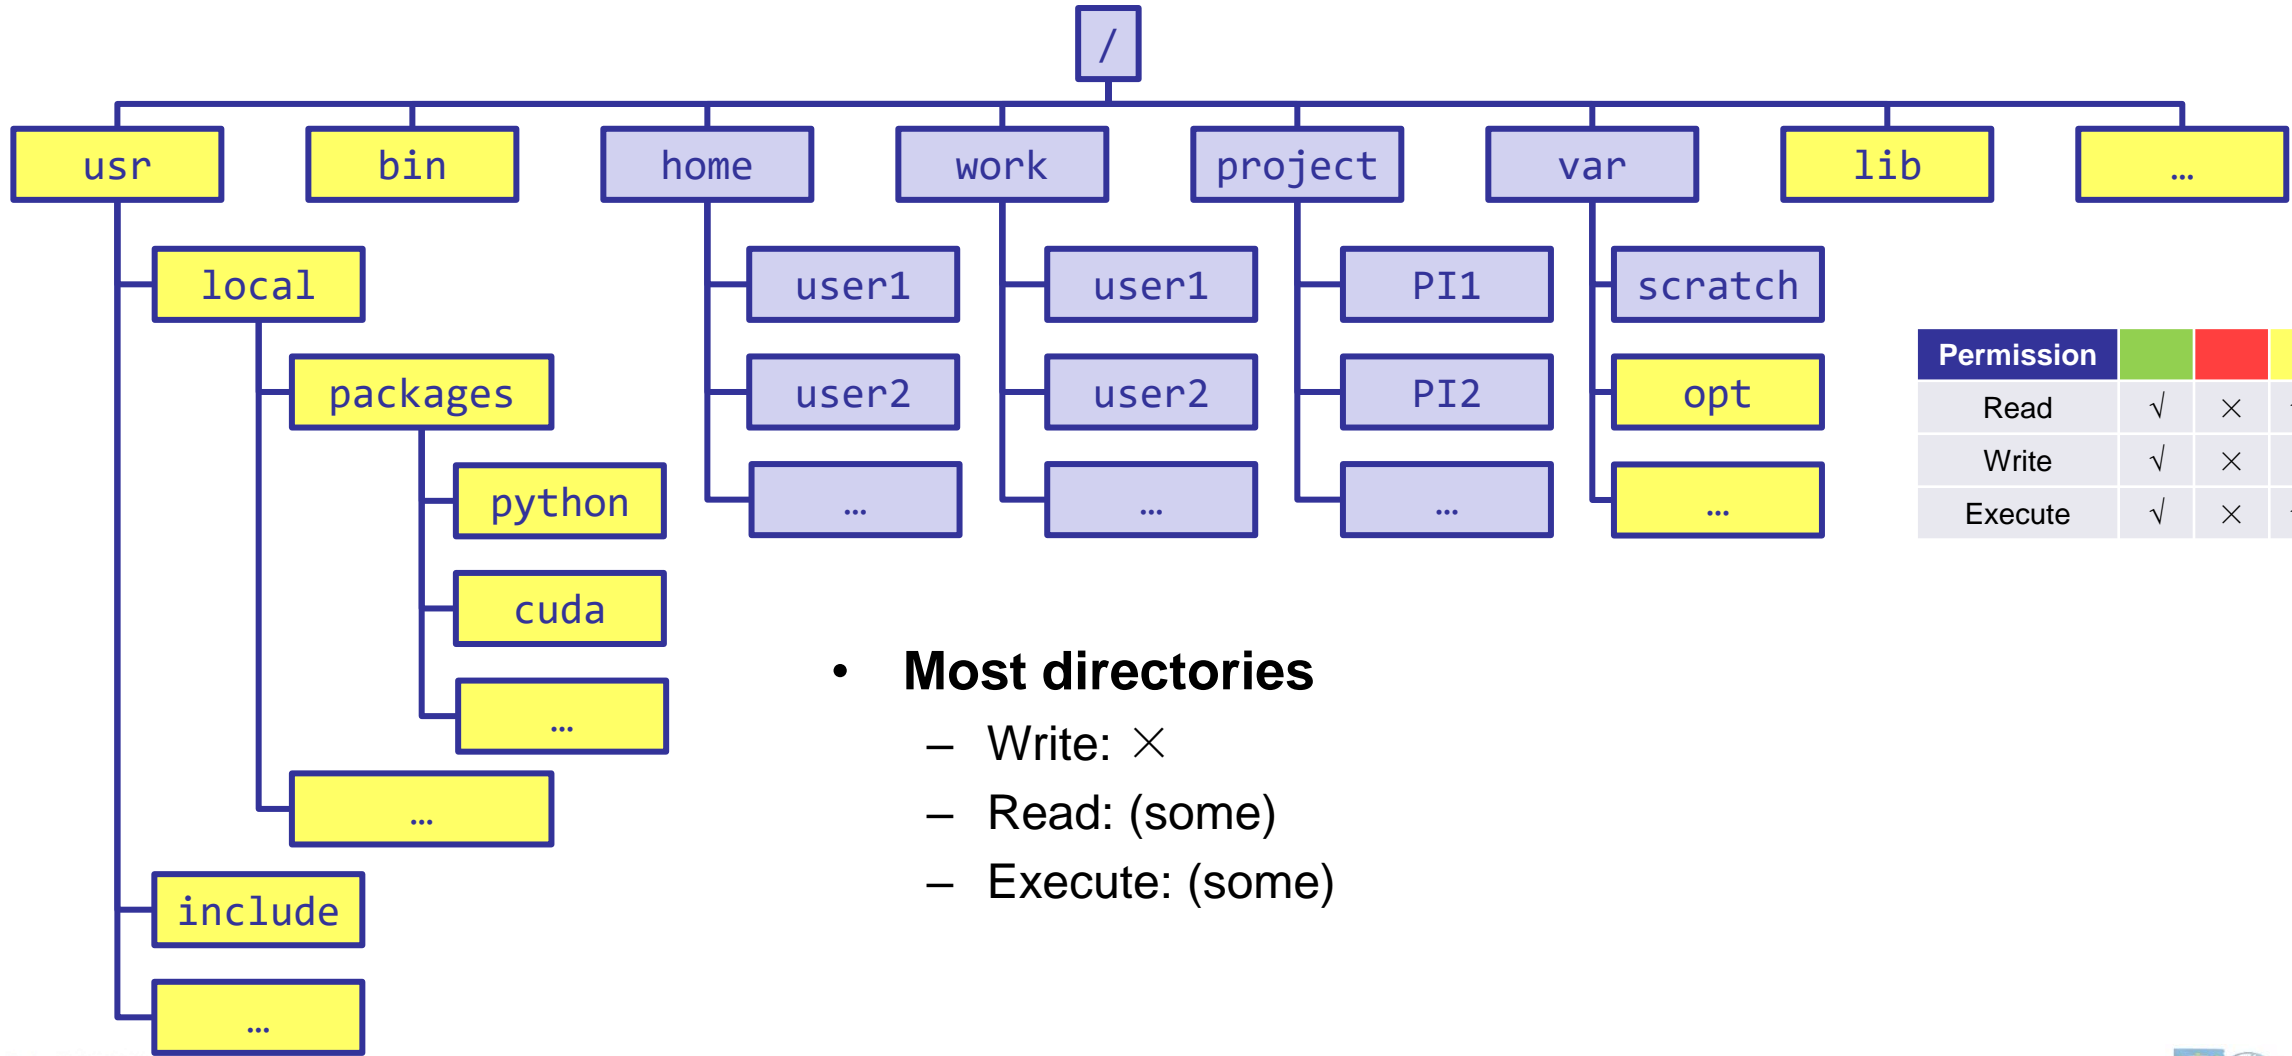 /
usr bin home work project var lib …
local user1 user1 PI1 scratch
packages user2 user2 PI2 opt
python … … … …
cuda
…
…
include
…
Permission
Read √ ×
Write √ ×
Execute √ ×
• Most directories
– Write: ×
– Read: (some)
– Execute: (some)